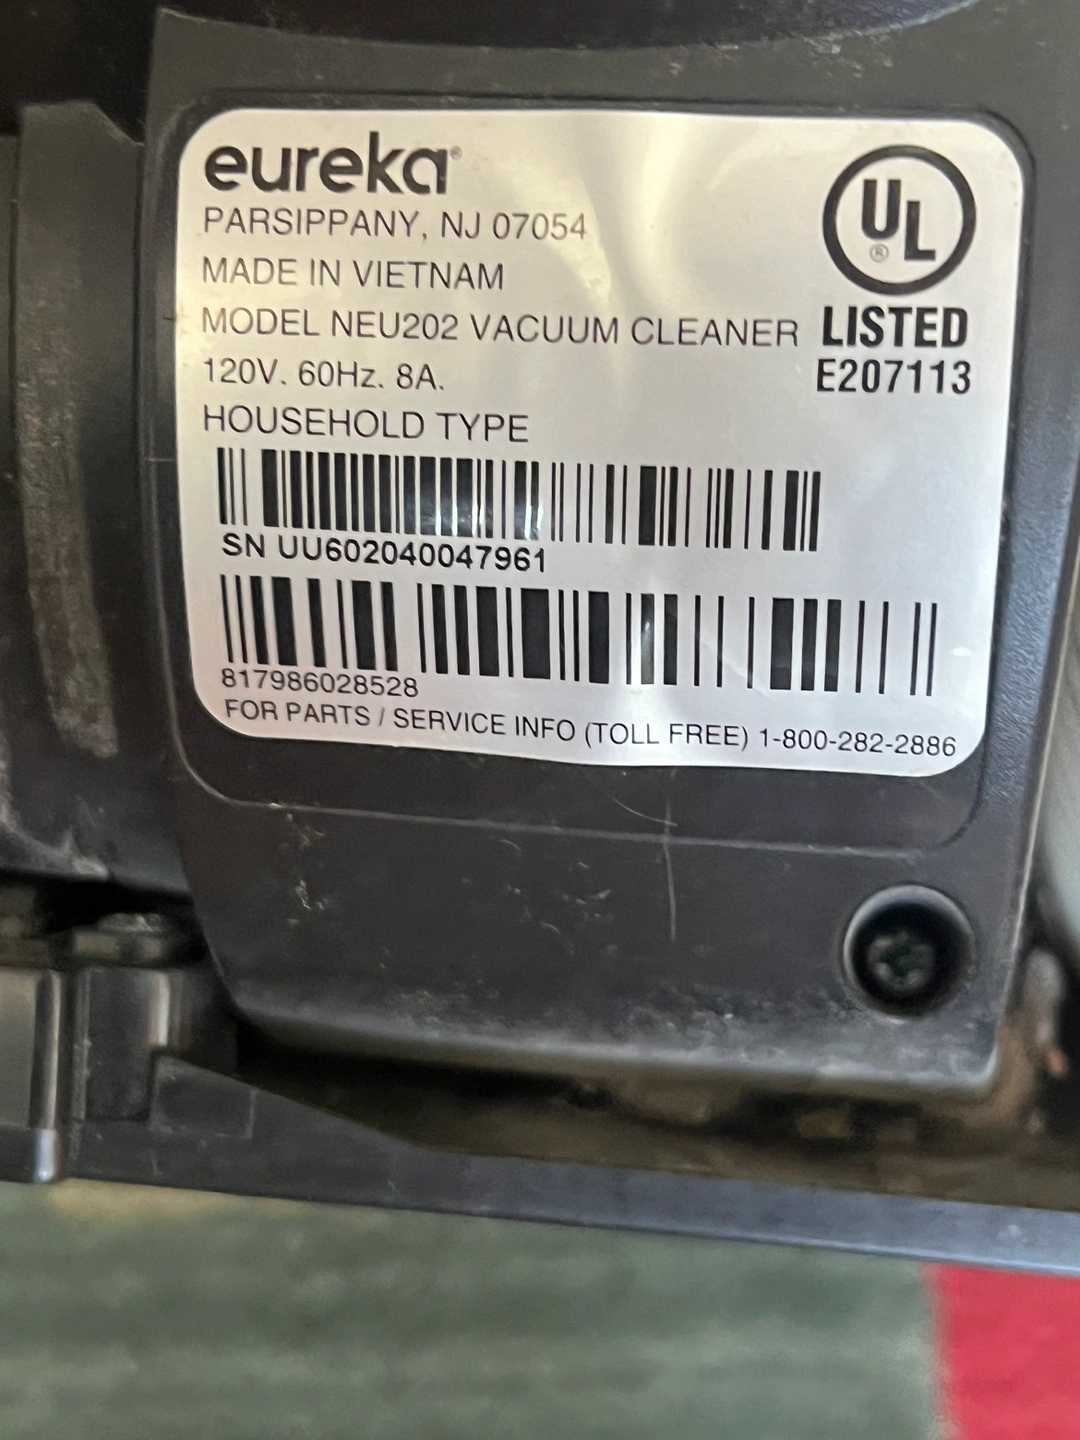 eureka®
PARSIPPANY, NJ 07054
MADE IN VIETNAM
MODEL NEU202 VACUUM CLEANER
120V. 60Hz. 8A.
HOUSEHOLD TYPE
UL®
LISTED
E207113
SN UU602040047961
817986028528
FOR PARTS / SERVICE INFO (TOLL FREE) 1-800-282-2886